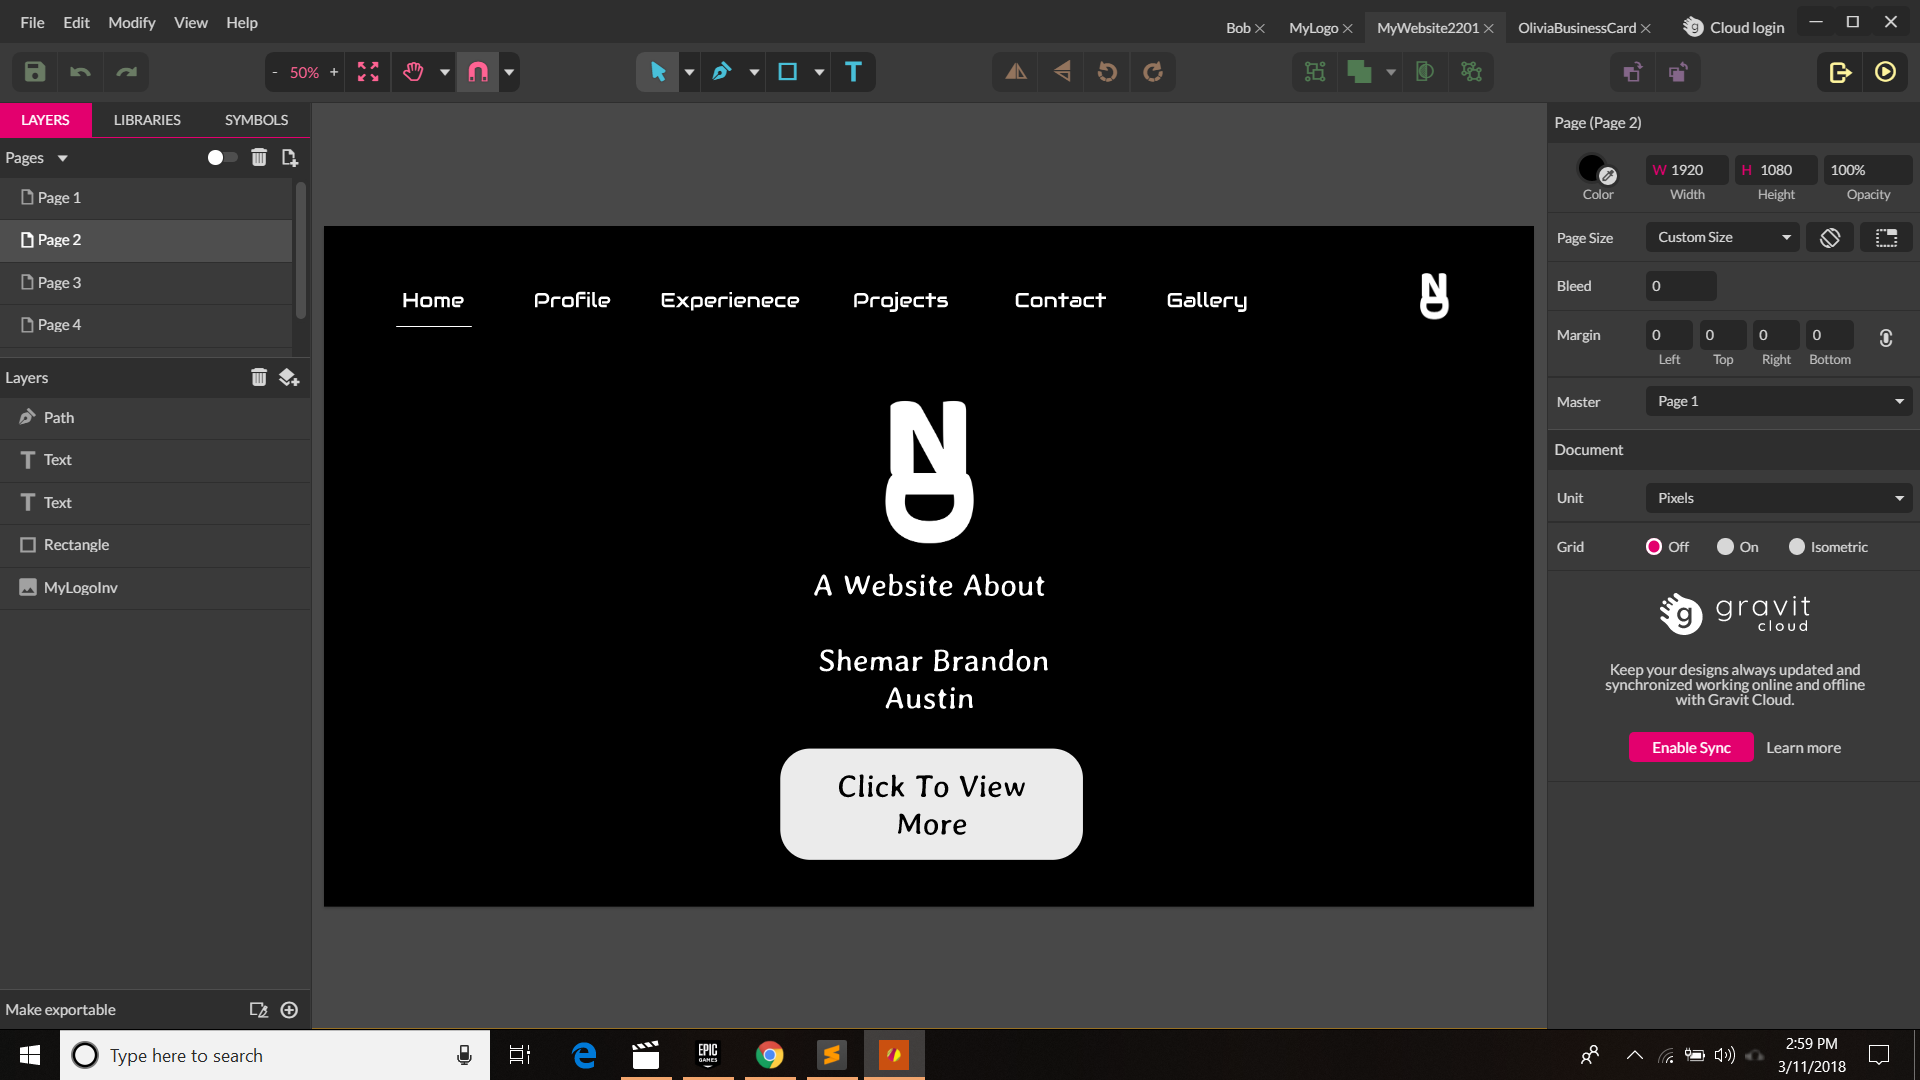 File Edit Modify View Help
Bob MyLogo MyWebsite2201 OliviaBusinessCard Cloud login
- 50% +
T
LAYERS LIBRARIES SYMBOLS
Pages
Page 1
Page 2
Page 3
Page 4
Layers
Path
Text
Text
Rectangle
MyLogoInv
Make exportable
Home Profile Experienece Projects Contact Gallery
ND
ND
A Website About
Shemar Brandon
Austin
Click To View
More
Page (Page 2)
W 1920 H 1080 100%
Color Width Height Opacity
Page Size Custom Size
Bleed 0
Margin 0 0 0 0
Left Top Right Bottom
Master Page 1
Document
Unit Pixels
Grid Off On Isometric
g gravit
cloud
Keep your designs always updated and
synchronized working online and offline
with Gravit Cloud.
Enable Sync Learn more
Type here to search
EPIC
GAMES
2:59 PM
3/11/2018